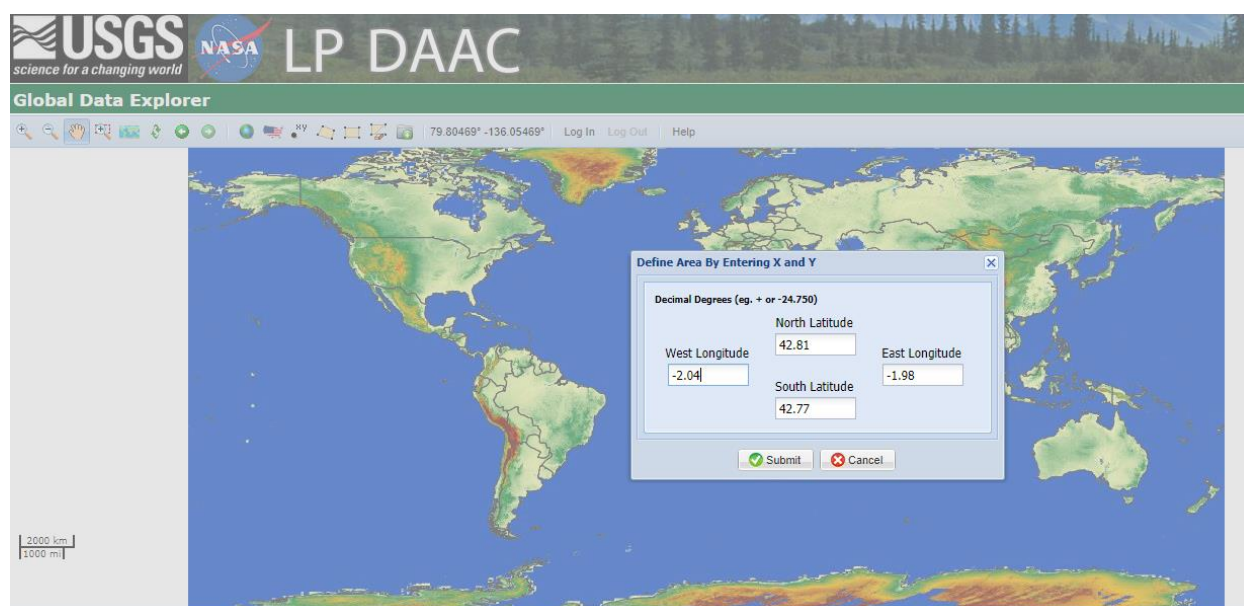 USGS
science for a changing world
NASA
LP DAAC
Global Data Explorer
XY
79.80469° -136.05469° Log In Log Out Help
Define Area By Entering X and Y
Decimal Degrees (eg. + or -24.750)
North Latitude
42.81
West Longitude
East Longitude
-2.04
-1.98
South Latitude
42.77
Submit Cancel
2000 km
1000 mi